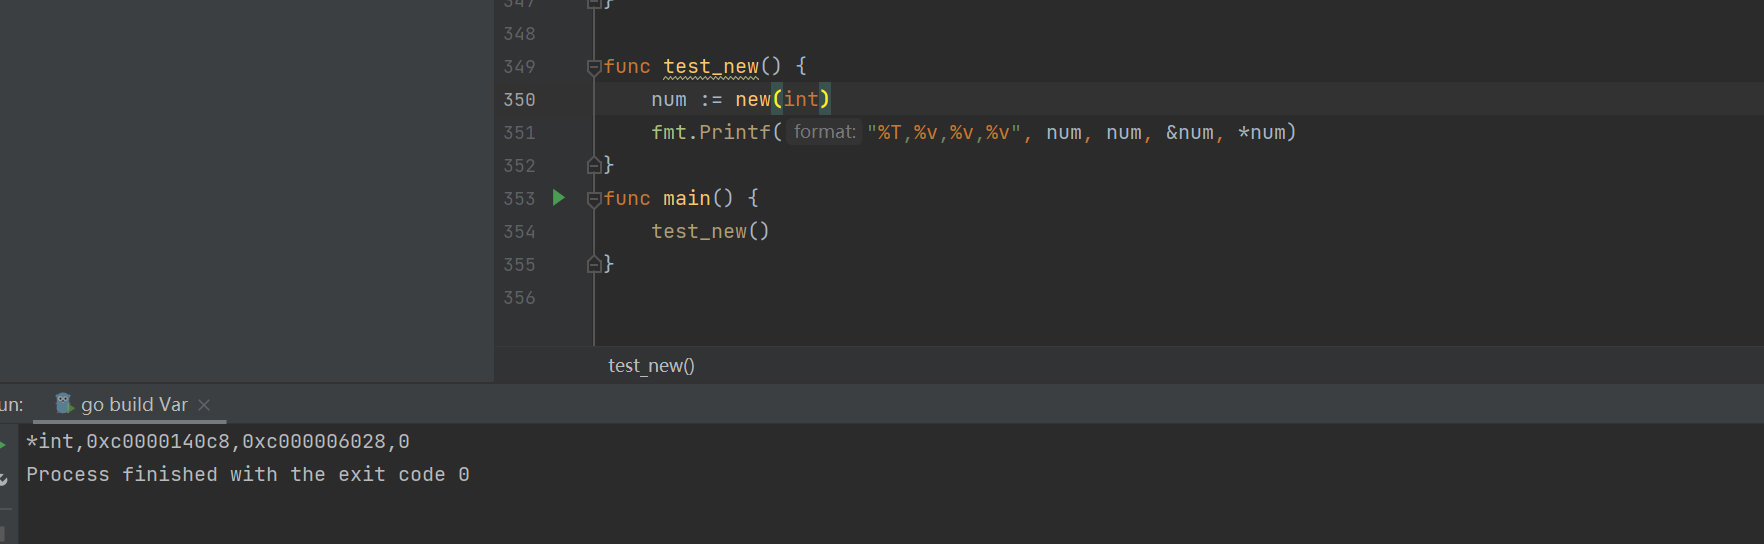 347 }
348
349 func test_new() {
350 num := new(int)
351 fmt.Printf( format: "%T,%v,%v,%v", num, num, &num, *num)
352 }
353 func main() {
354 test_new()
355 }
356
test_new()
un: go build Var ×
*int,0xc0000140c8,0xc000006028,0
Process finished with the exit code 0